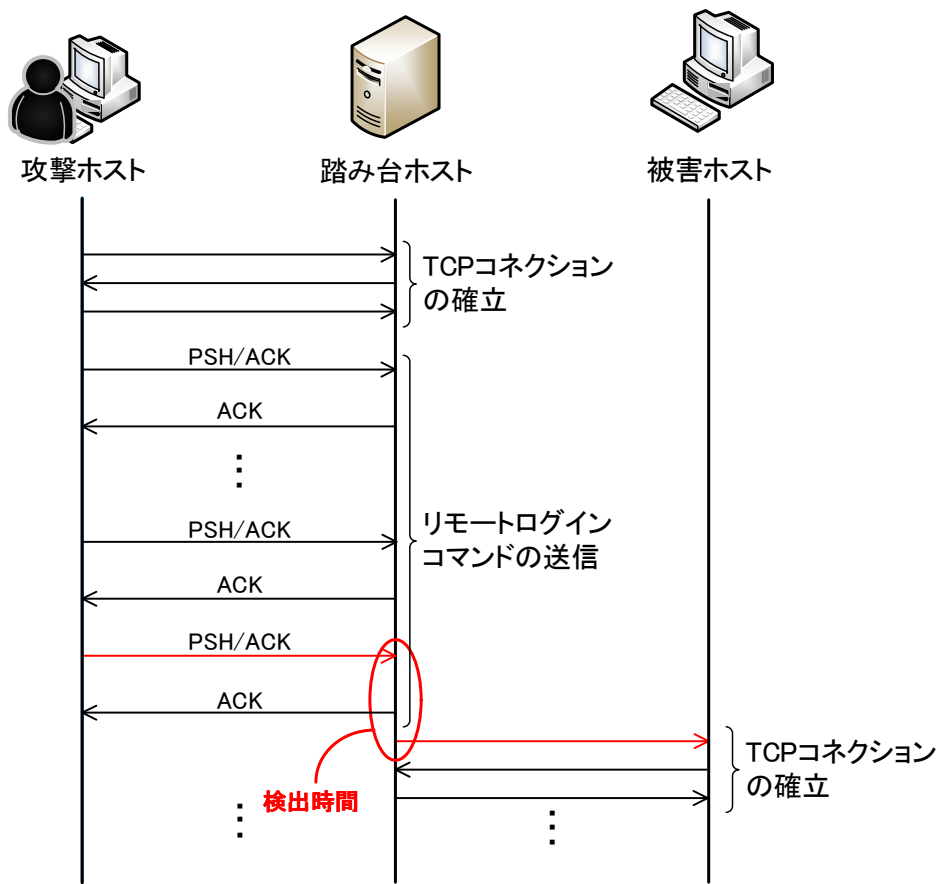 攻撃ホスト
踏み台ホスト
被害ホスト
TCPコネクション
の確立
PSH/ACK
ACK
PSH/ACK
ACK
リモートログイン
コマンドの送信
PSH/ACK
ACK
TCPコネクション
の確立
検出時間